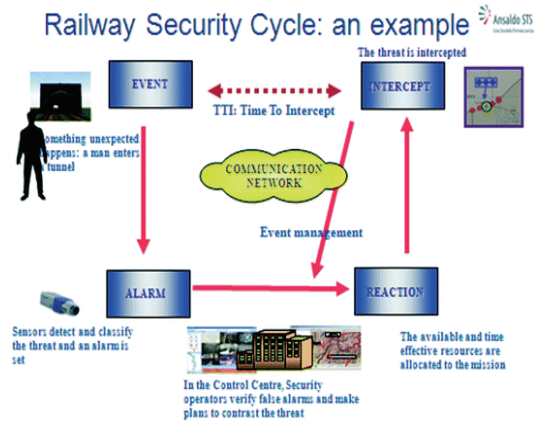 Railway Security Cycle: an example
Ansaldo STS
The threat is intercepted
EVENT
INTERCEPT
TTI: Time To Intercept
Something unexpected
happens: a man enters
a tunnel
COMMUNICATION
NETWORK
Event management
ALARM
REACTION
Sensors detect and classify
the threat and an alarm is
set
The available and time
effective resources are
allocated to the mission
In the Control Centre, Security
operators verify false alarms and make
plans to contrast the threat